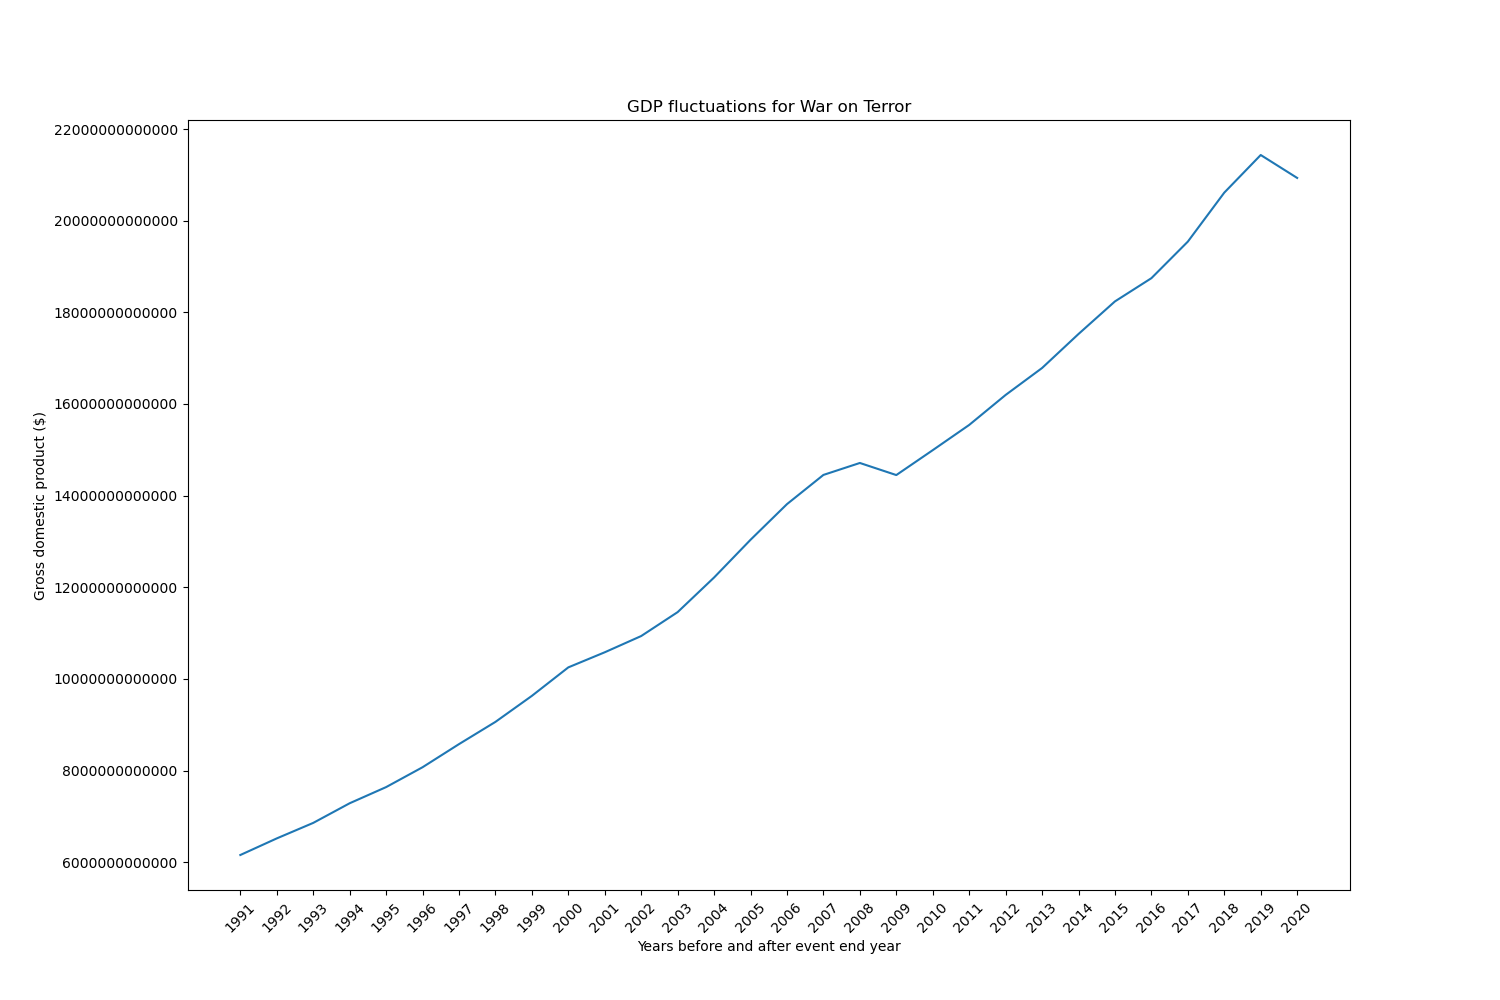 GDP fluctuations for War on Terror
22000000000000
20000000000000
18000000000000
16000000000000
14000000000000
12000000000000
10000000000000
8000000000000
6000000000000
Gross domestic product ($)
1991 1992 1993 1994 1995 1996 1997 1998 1999 2000 2001 2002 2003 2004 2005 2006 2007 2008 2009 2010 2011 2012 2013 2014 2015 2016 2017 2018 2019 2020
Years before and after event end year